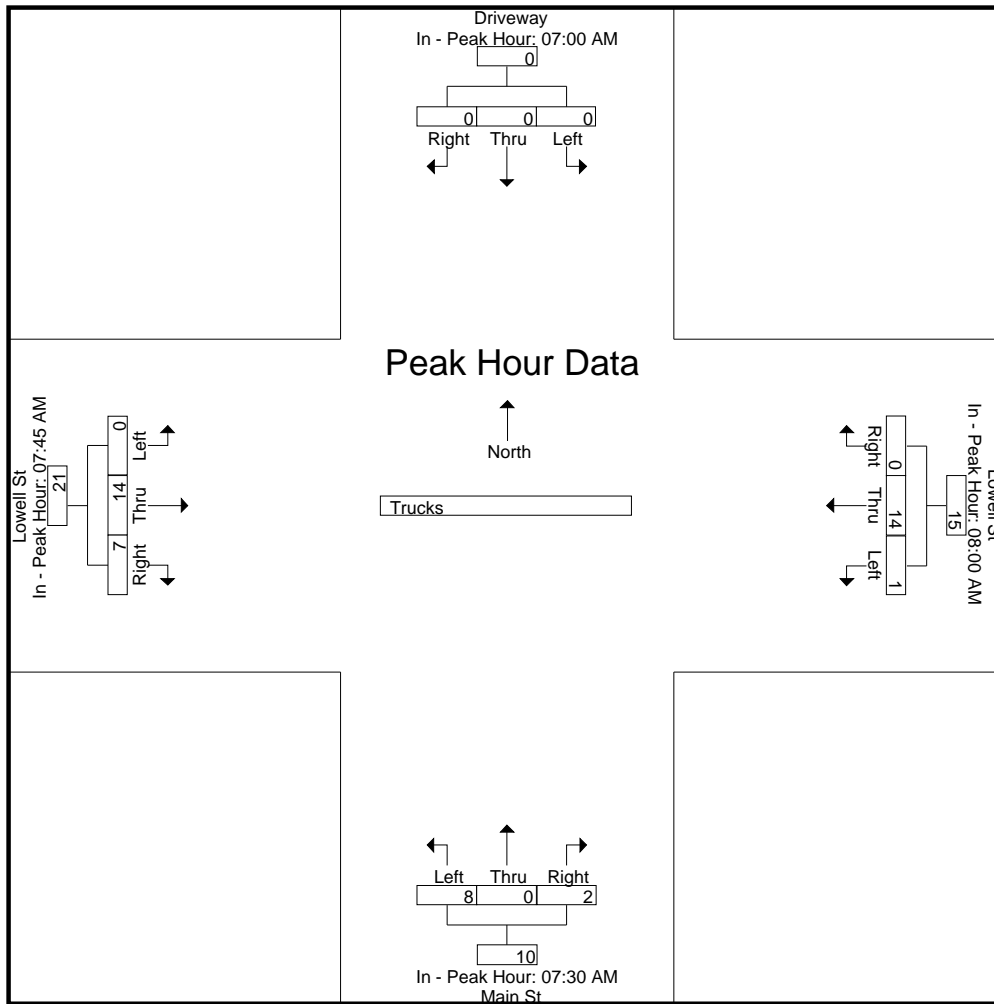 Driveway
In - Peak Hour: 07:00 AM
0
0 0 0
Right Thru Left
Peak Hour Data
North
Trucks
Lowell St
In - Peak Hour: 07:45 AM
21
0 14 7
Left Thru Right
Lowell St
In - Peak Hour: 08:00 AM
15
0 14 1
Right Thru Left
Left Thru Right
8 0 2
10
In - Peak Hour: 07:30 AM
Main St